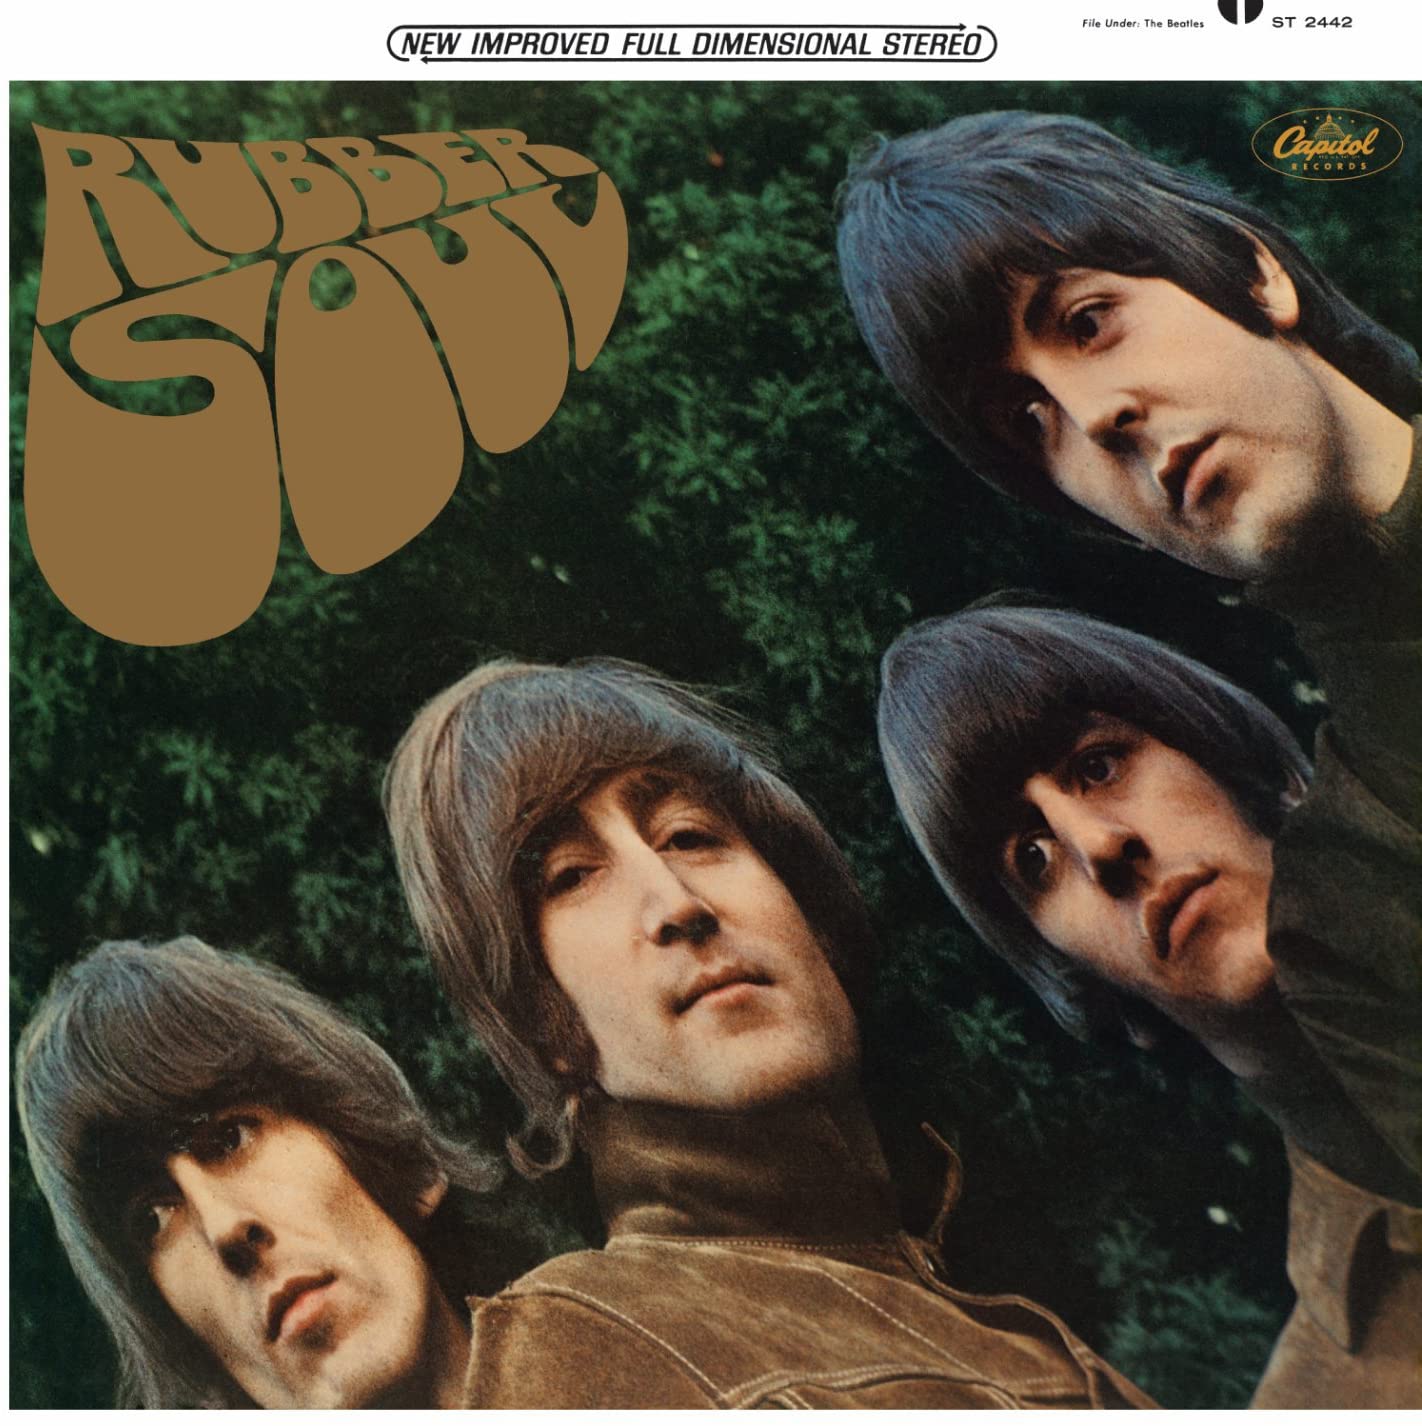 File Under: The Beatles
ST 2442
NEW IMPROVED FULL DIMENSIONAL STEREO
RUBBER
SOUL
Capitol
RECORDS